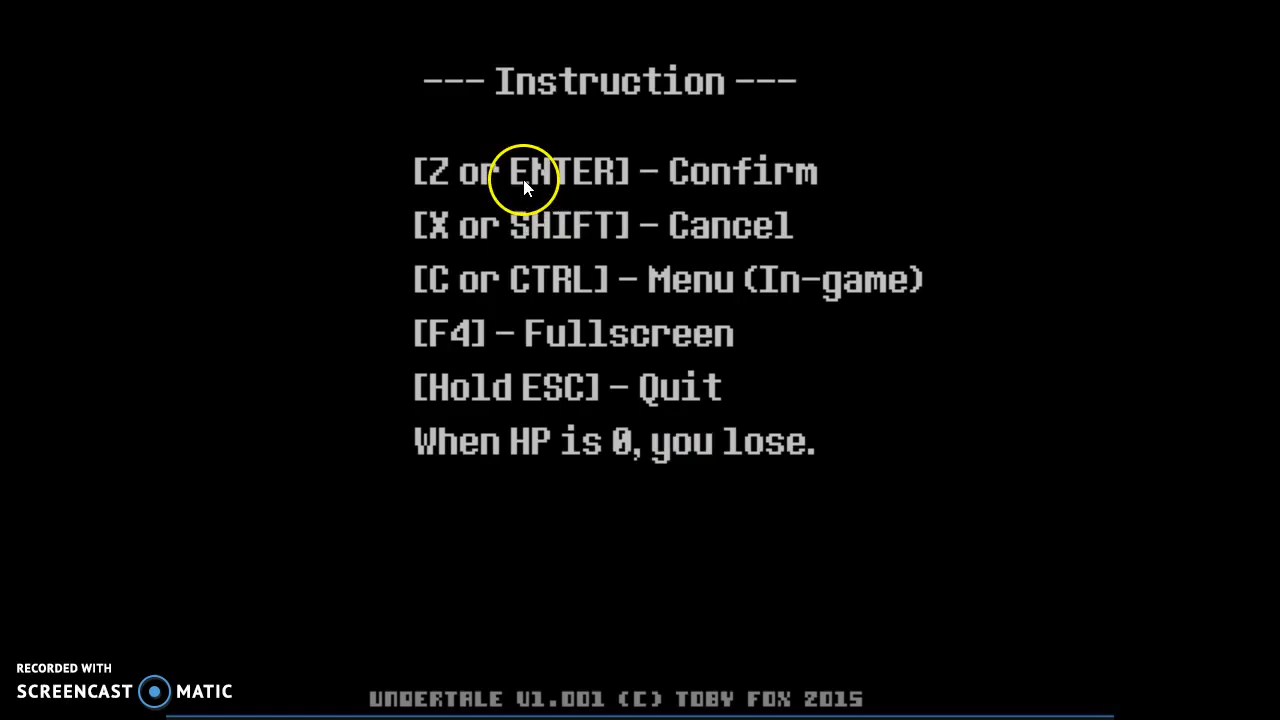 --- Instruction ---
[Z or ENTER] - Confirm
[X or SHIFT] - Cancel
[C or CTRL] - Menu (In-game)
[F4] - Fullscreen
[Hold ESC] - Quit
When HP is 0, you lose.
RECORDED WITH
SCREENCAST MATIC
UNDERTALE V1.001 (C) TOBY FOX 2015